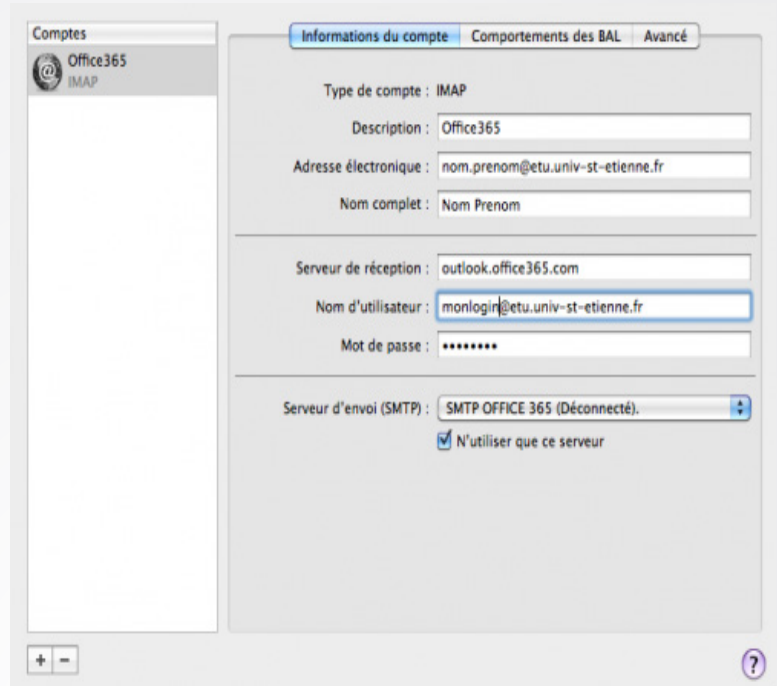 Comptes
Office365
IMAP
Informations du compte Comportements des BAL Avancé
Type de compte : IMAP
Description : Office365
Adresse électronique : nom.prenom@etu.univ-st-etienne.fr
Nom complet : Nom Prenom
Serveur de réception : outlook.office365.com
Nom d'utilisateur : monlogin@etu.univ-st-etienne.fr
Mot de passe : ••••••••
Serveur d'envoi (SMTP) : SMTP OFFICE 365 (Déconnecté).
N'utiliser que ce serveur
+ −
?